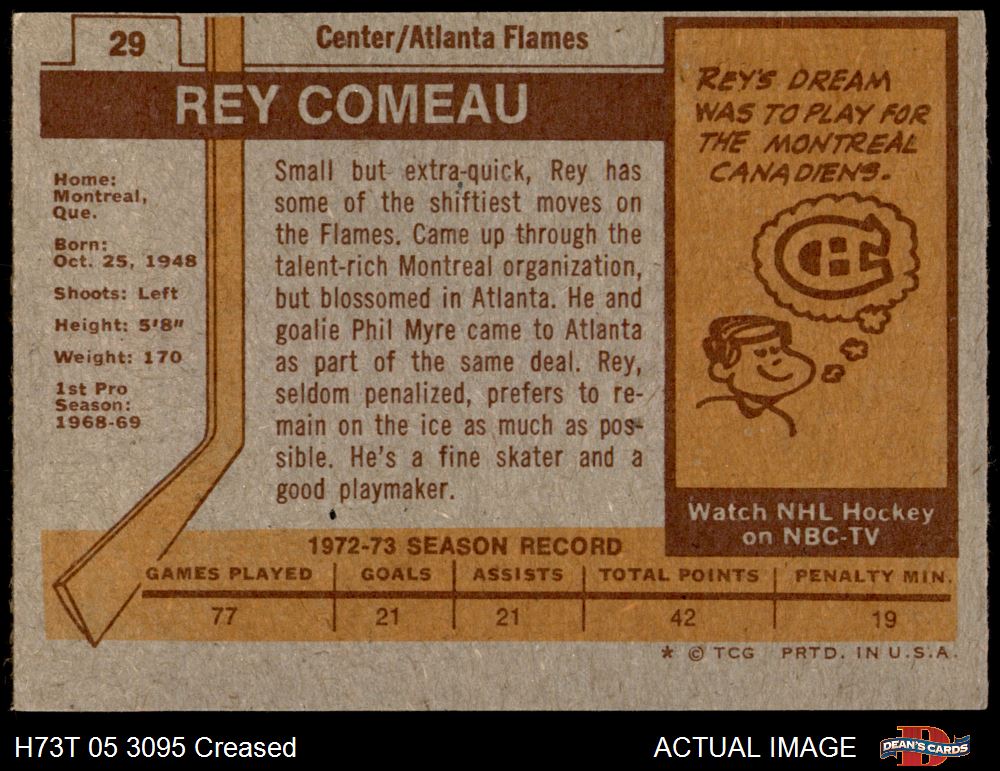 29
Center/Atlanta Flames
REY COMEAU
Home:
Montreal,
Que.
Born:
Oct. 25, 1948
Shoots: Left
Height: 5'8"
Weight: 170
1st Pro
Season:
1968-69
Small but extra-quick, Rey has
some of the shiftiest moves on
the Flames. Came up through the
talent-rich Montreal organization,
but blossomed in Atlanta. He and
goalie Phil Myre came to Atlanta
as part of the same deal. Rey,
seldom penalized, prefers to re-
main on the ice as much as pos-
sible. He's a fine skater and a
good playmaker.
REY'S DREAM
WAS TO PLAY FOR
THE MONTREAL
CANADIENS.
CH
Watch NHL Hockey
on NBC-TV
1972-73 SEASON RECORD
GAMES PLAYED GOALS ASSISTS TOTAL POINTS PENALTY MIN.
77 21 21 42 19
* © TCG PRTD. IN U.S.A.
H73T 05 3095 Creased
ACTUAL IMAGE
D
DEAN'S CARDS